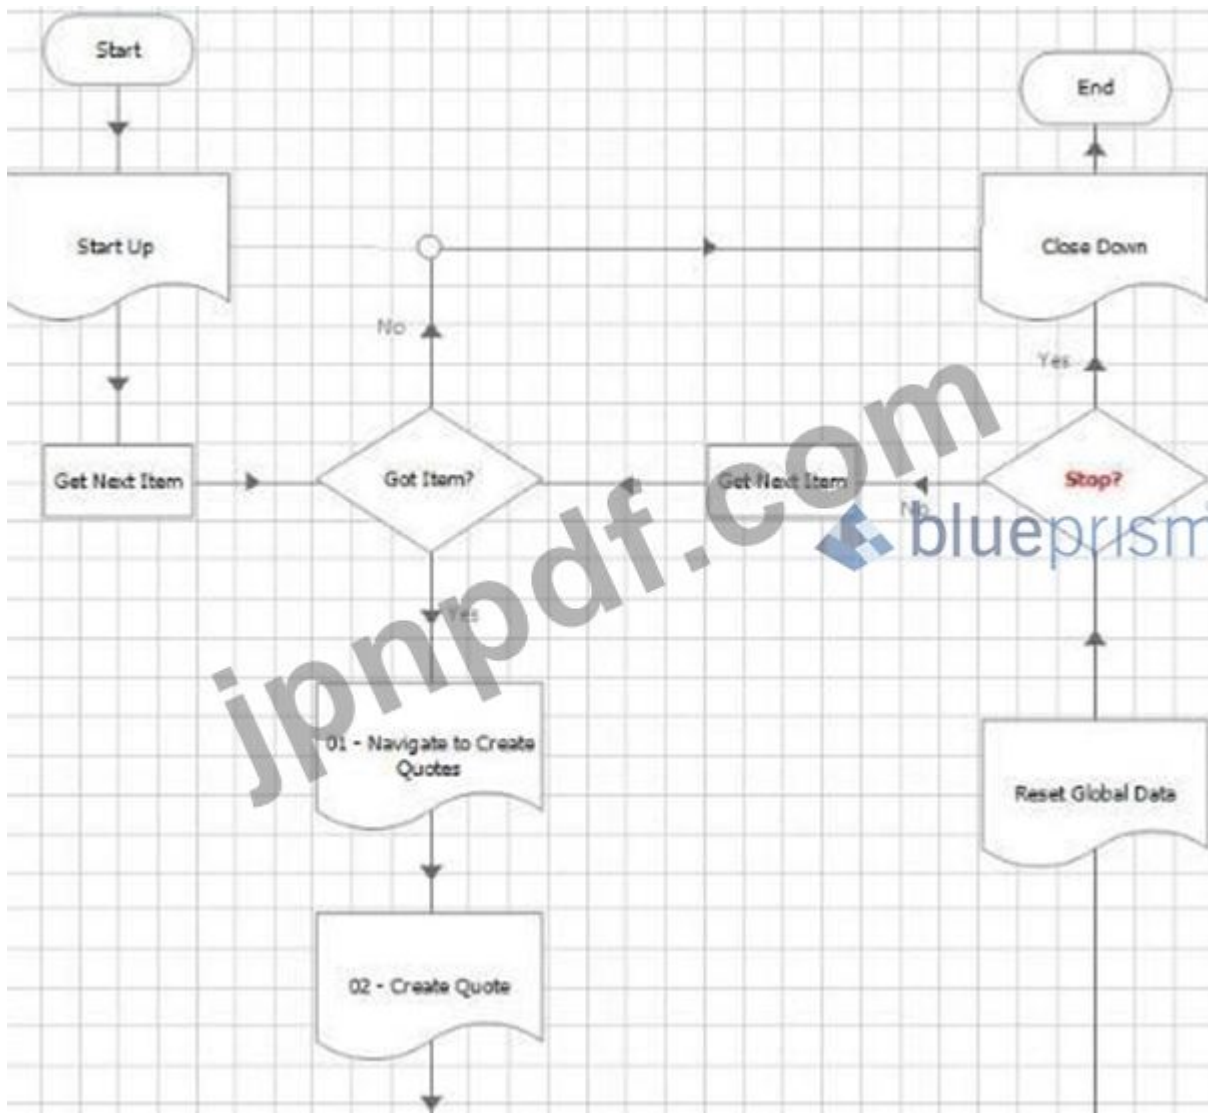 Start
End
Start Up
Close Down
No
Yes
Get Next Item
Got Item?
Get Next Item
Stop?
No
blueprism
Yes
jpnpdf.com
01 - Navigate to Create
Quotes
Reset Global Data
02 - Create Quote